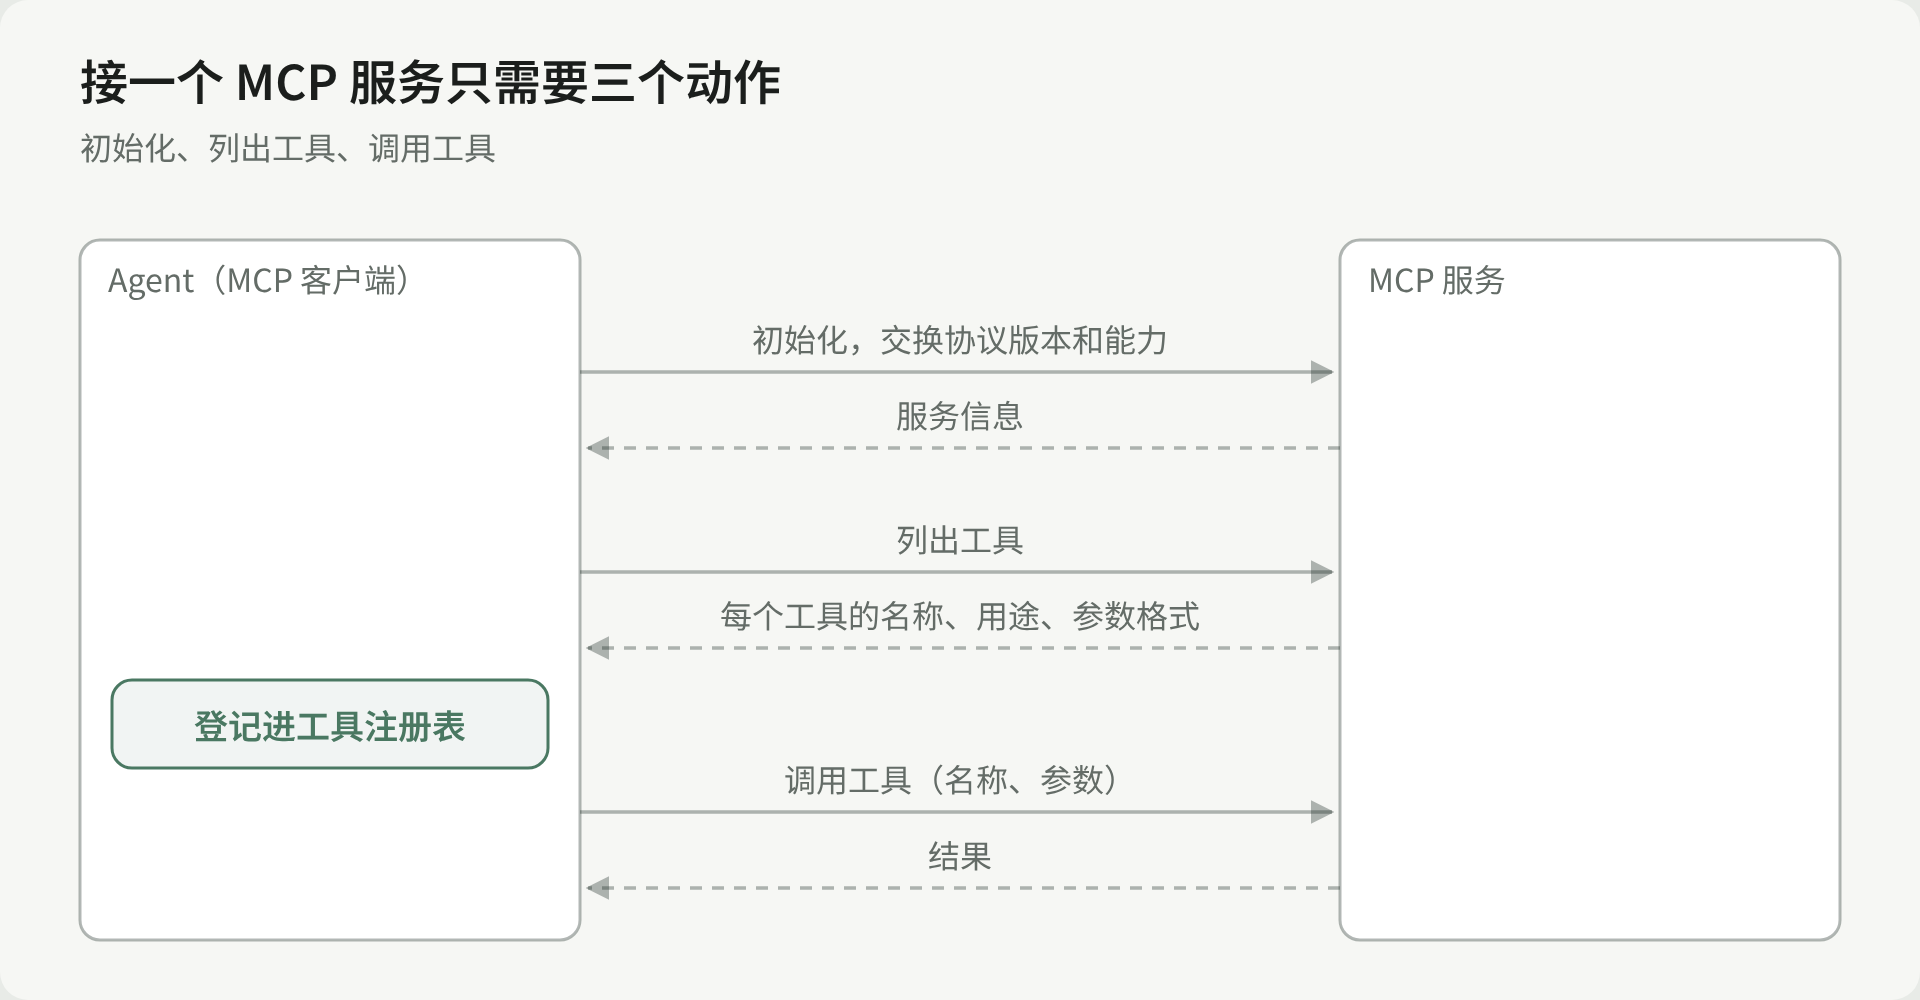 接一个 MCP 服务只需要三个动作
初始化、列出工具、调用工具
Agent（MCP 客户端）
MCP 服务
初始化，交换协议版本和能力
服务信息
列出工具
每个工具的名称、用途、参数格式
登记进工具注册表
调用工具（名称、参数）
结果